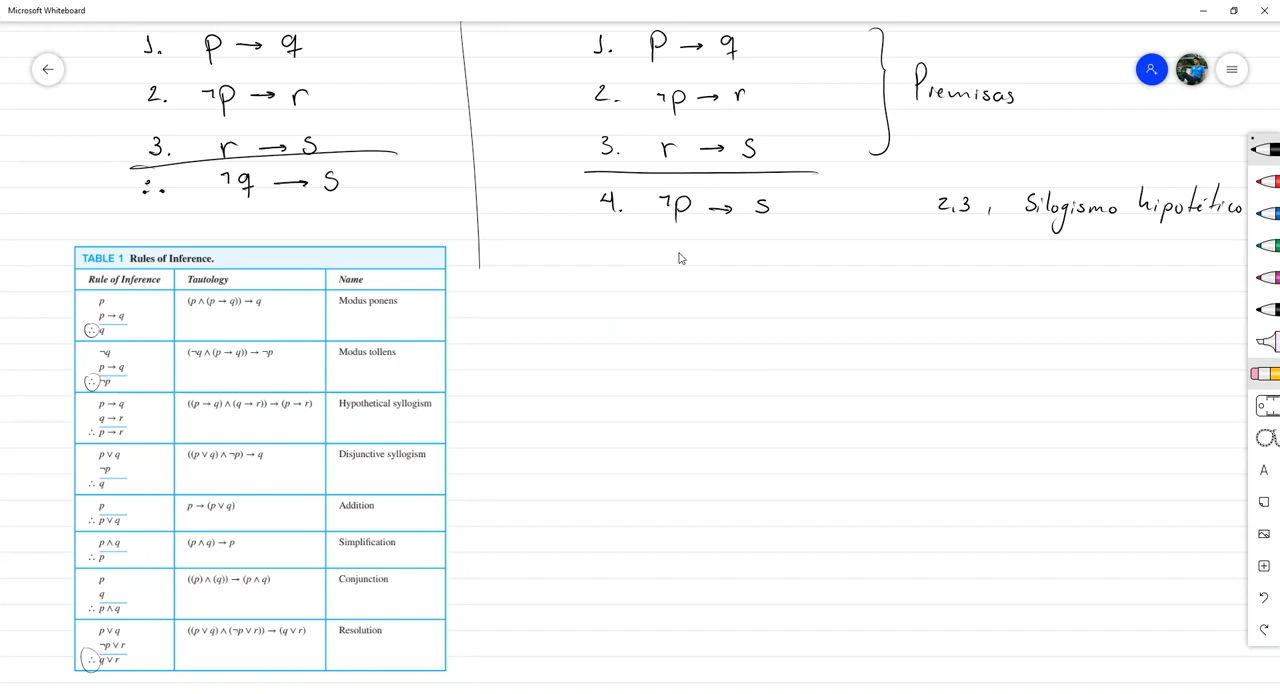 Microsoft Whiteboard
1. p → q
2. ¬p → r
3. r → s
∴ ¬q → s
1. p → q
2. ¬p → r
3. r → s
Premisas
4. ¬p → s 2,3, Silogismo hipotético
TABLE 1 Rules of Inference.
Rule of Inference Tautology Name
p
p → q
∴ q
(p ∧ (p → q)) → q
Modus ponens
¬q
p → q
∴ ¬p
(¬q ∧ (p → q)) → ¬p
Modus tollens
p → q
q → r
∴ p → r
((p → q) ∧ (q → r)) → (p → r)
Hypothetical syllogism
p ∨ q
¬p
∴ q
((p ∨ q) ∧ ¬p) → q
Disjunctive syllogism
p
∴ p ∨ q
p → (p ∨ q)
Addition
p ∧ q
∴ p
(p ∧ q) → p
Simplification
p
q
∴ p ∧ q
((p) ∧ (q)) → (p ∧ q)
Conjunction
p ∨ q
¬p ∨ r
∴ q ∨ r
((p ∨ q) ∧ (¬p ∨ r)) → (q ∨ r)
Resolution